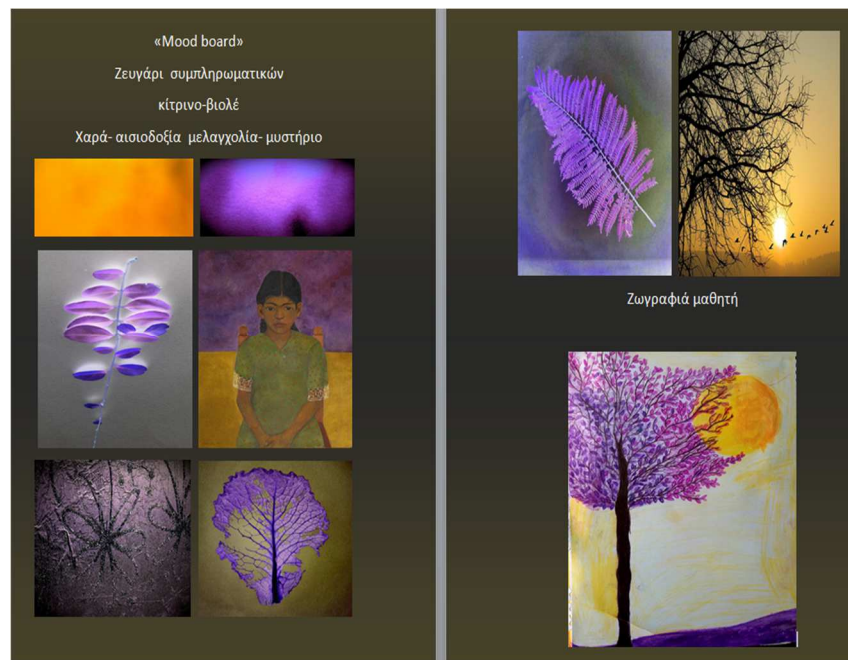 «Mood board»
Ζευγάρι συμπληρωματικών
κίτρινο-βιολέ
Χαρά- αισιοδοξία μελαγχολία- μυστήριο
Ζωγραφιά μαθητή